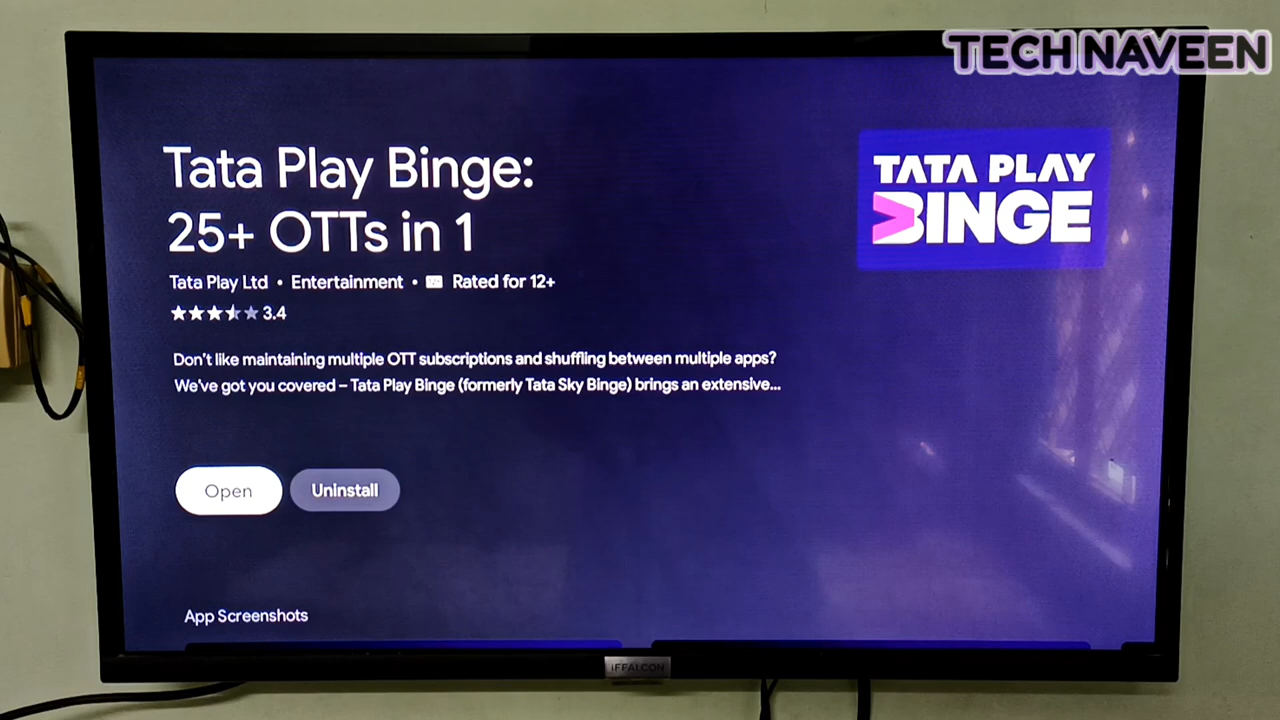 TECH NAVEEN
Tata Play Binge:
25+ OTTs in 1
TATA PLAY
BINGE
Tata Play Ltd • Entertainment • Rated for 12+
3.4
Don't like maintaining multiple OTT subscriptions and shuffling between multiple apps?
We've got you covered – Tata Play Binge (formerly Tata Sky Binge) brings an extensive...
Open Uninstall
App Screenshots
iFFALCON